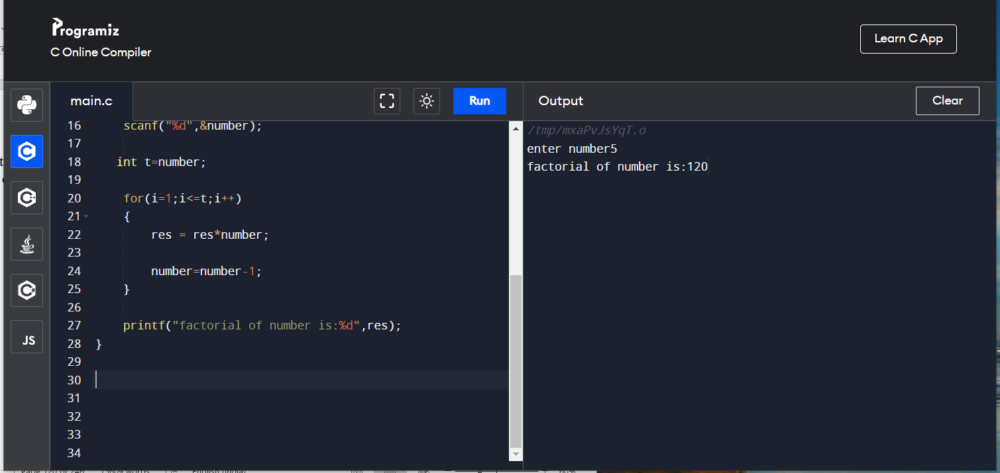 Programiz
C Online Compiler
Learn C App
main.c
Run
Output
Clear
16 scanf("%d",&number);
17
18 int t=number;
19
20 for(i=1;i<=t;i++)
21 {
22 res = res*number;
23
24 number=number-1;
25 }
26
27 printf("factorial of number is:%d",res);
28 }
29
30
31
32
33
34
/tmp/mxaPvJsYqT.o
enter number5
factorial of number is:120
JS